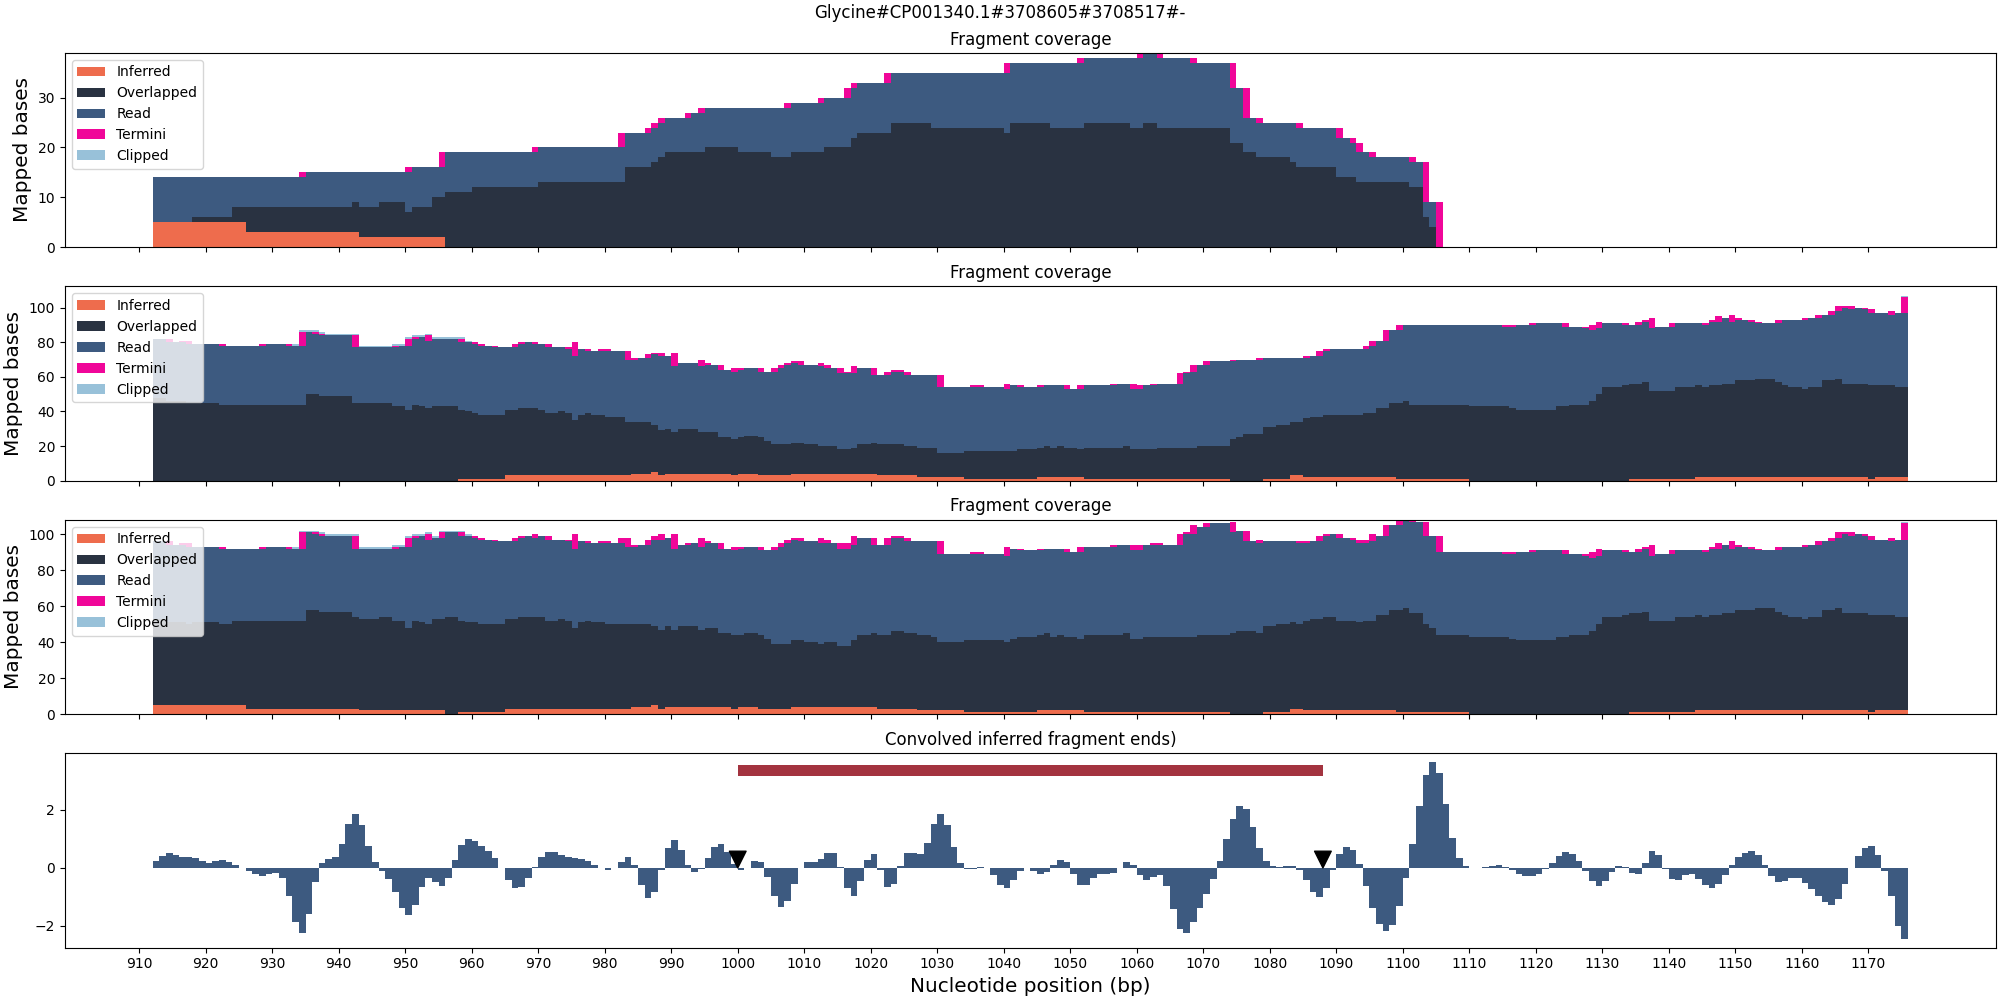 Glycine#CP001340.1#3708605#3708517#-
Fragment coverage
Mapped bases
30
20
10
0
Inferred
Overlapped
Read
Termini
Clipped
Fragment coverage
Mapped bases
100
80
60
40
20
0
Inferred
Overlapped
Read
Termini
Clipped
Fragment coverage
Mapped bases
100
80
60
40
20
0
Inferred
Overlapped
Read
Termini
Clipped
Convolved inferred fragment ends)
2
0
−2
910 920 930 940 950 960 970 980 990 1000 1010 1020 1030 1040 1050 1060 1070 1080 1090 1100 1110 1120 1130 1140 1150 1160 1170
Nucleotide position (bp)